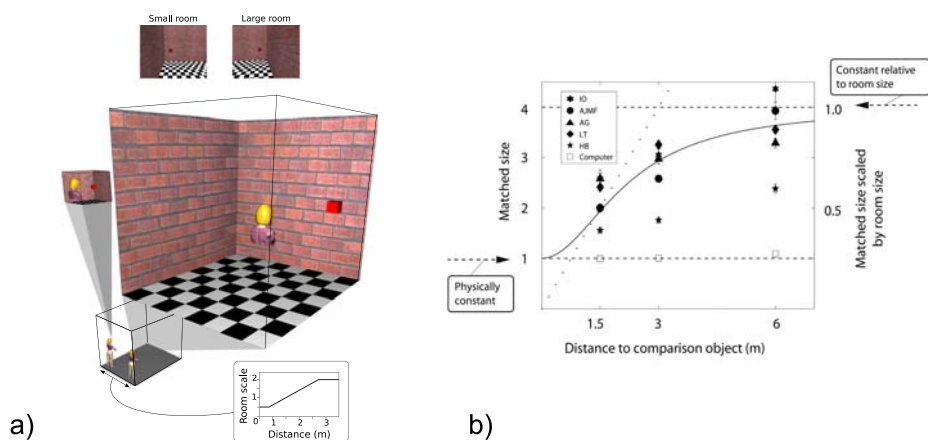 Small room
Large room
Room scale
2
1
0
0
1
2
3
Distance (m)
a)
Matched size
4
3
2
1
IO
AJMF
AG
LT
HB
Computer
Physically
constant
1.5
3
6
Distance to comparison object (m)
Constant relative
to room size
1.0
0.5
Matched size scaled
by room size
b)